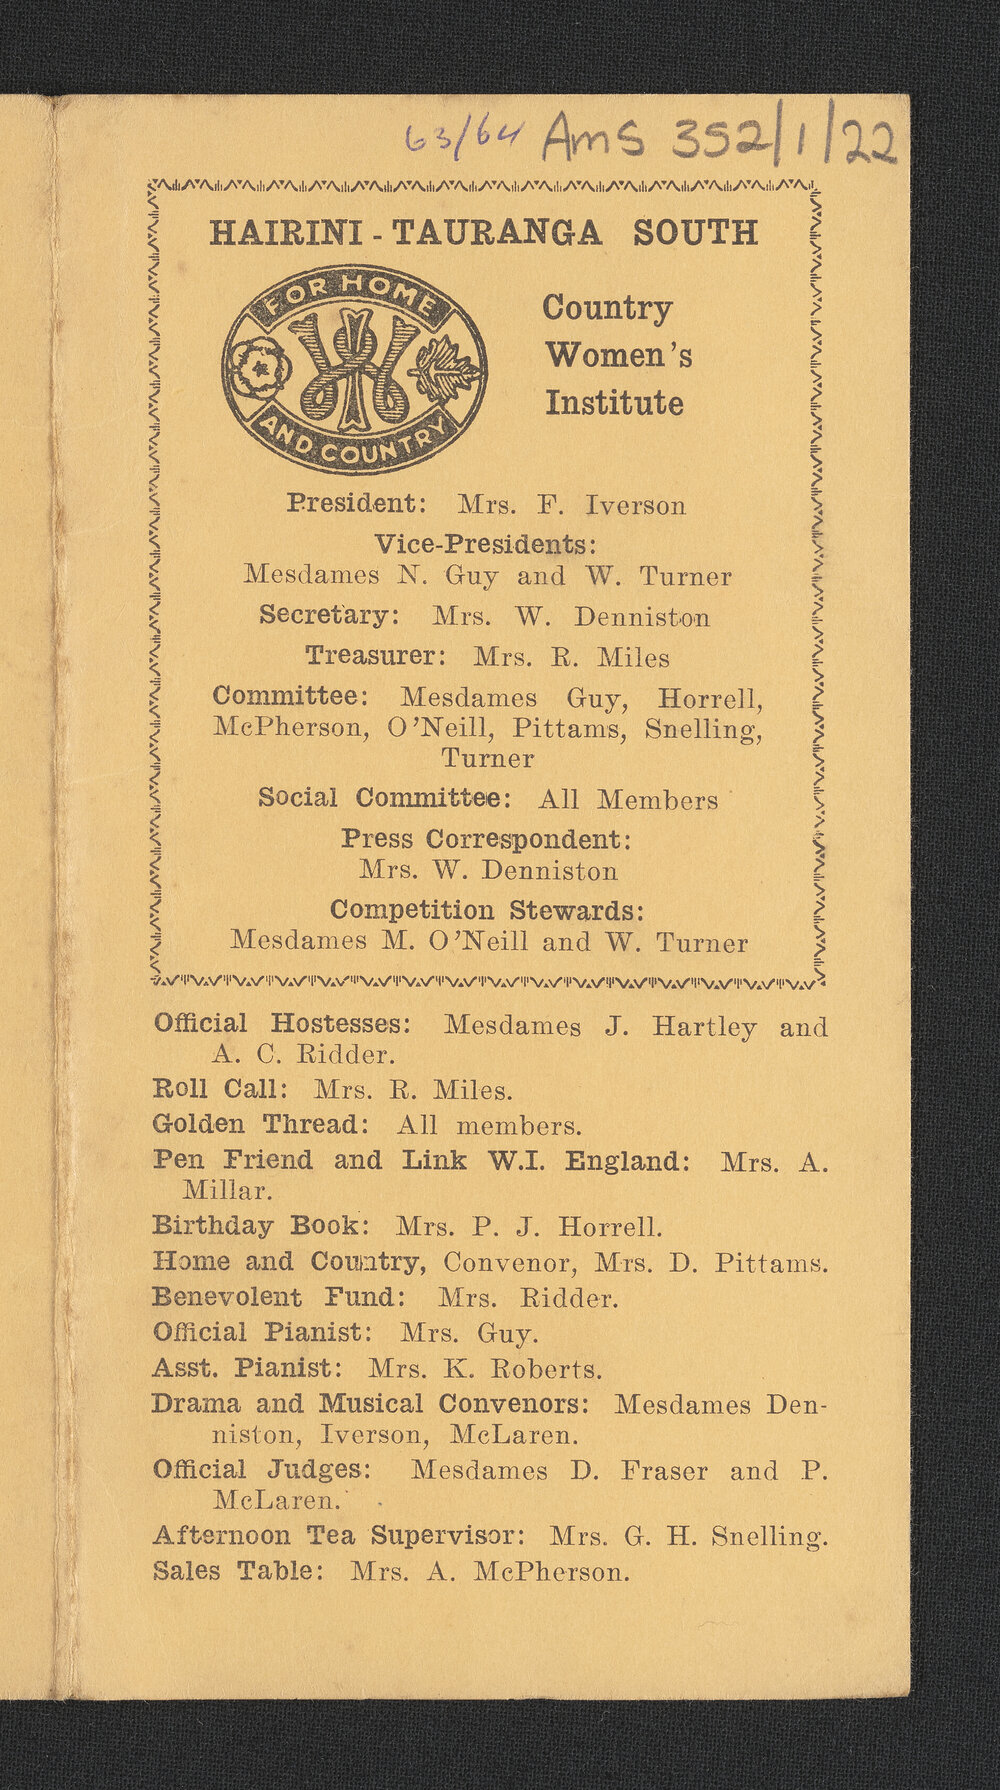 63/64 Ams 352/1/22
HAIRINI - TAURANGA SOUTH
FOR HOME
AND COUNTRY
Country
Women's
Institute
President: Mrs. F. Iverson
Vice-Presidents:
Mesdames N. Guy and W. Turner
Secretary: Mrs. W. Denniston
Treasurer: Mrs. R. Miles
Committee: Mesdames Guy, Horrell,
McPherson, O'Neill, Pittams, Snelling,
Turner
Social Committee: All Members
Press Correspondent:
Mrs. W. Denniston
Competition Stewards:
Mesdames M. O'Neill and W. Turner
Official Hostesses: Mesdames J. Hartley and
A. C. Ridder.
Roll Call: Mrs. R. Miles.
Golden Thread: All members.
Pen Friend and Link W.I. England: Mrs. A.
Millar.
Birthday Book: Mrs. P. J. Horrell.
Home and Country, Convenor, Mrs. D. Pittams.
Benevolent Fund: Mrs. Ridder.
Official Pianist: Mrs. Guy.
Asst. Pianist: Mrs. K. Roberts.
Drama and Musical Convenors: Mesdames Den-
niston, Iverson, McLaren.
Official Judges: Mesdames D. Fraser and P.
McLaren.
Afternoon Tea Supervisor: Mrs. G. H. Snelling.
Sales Table: Mrs. A. McPherson.